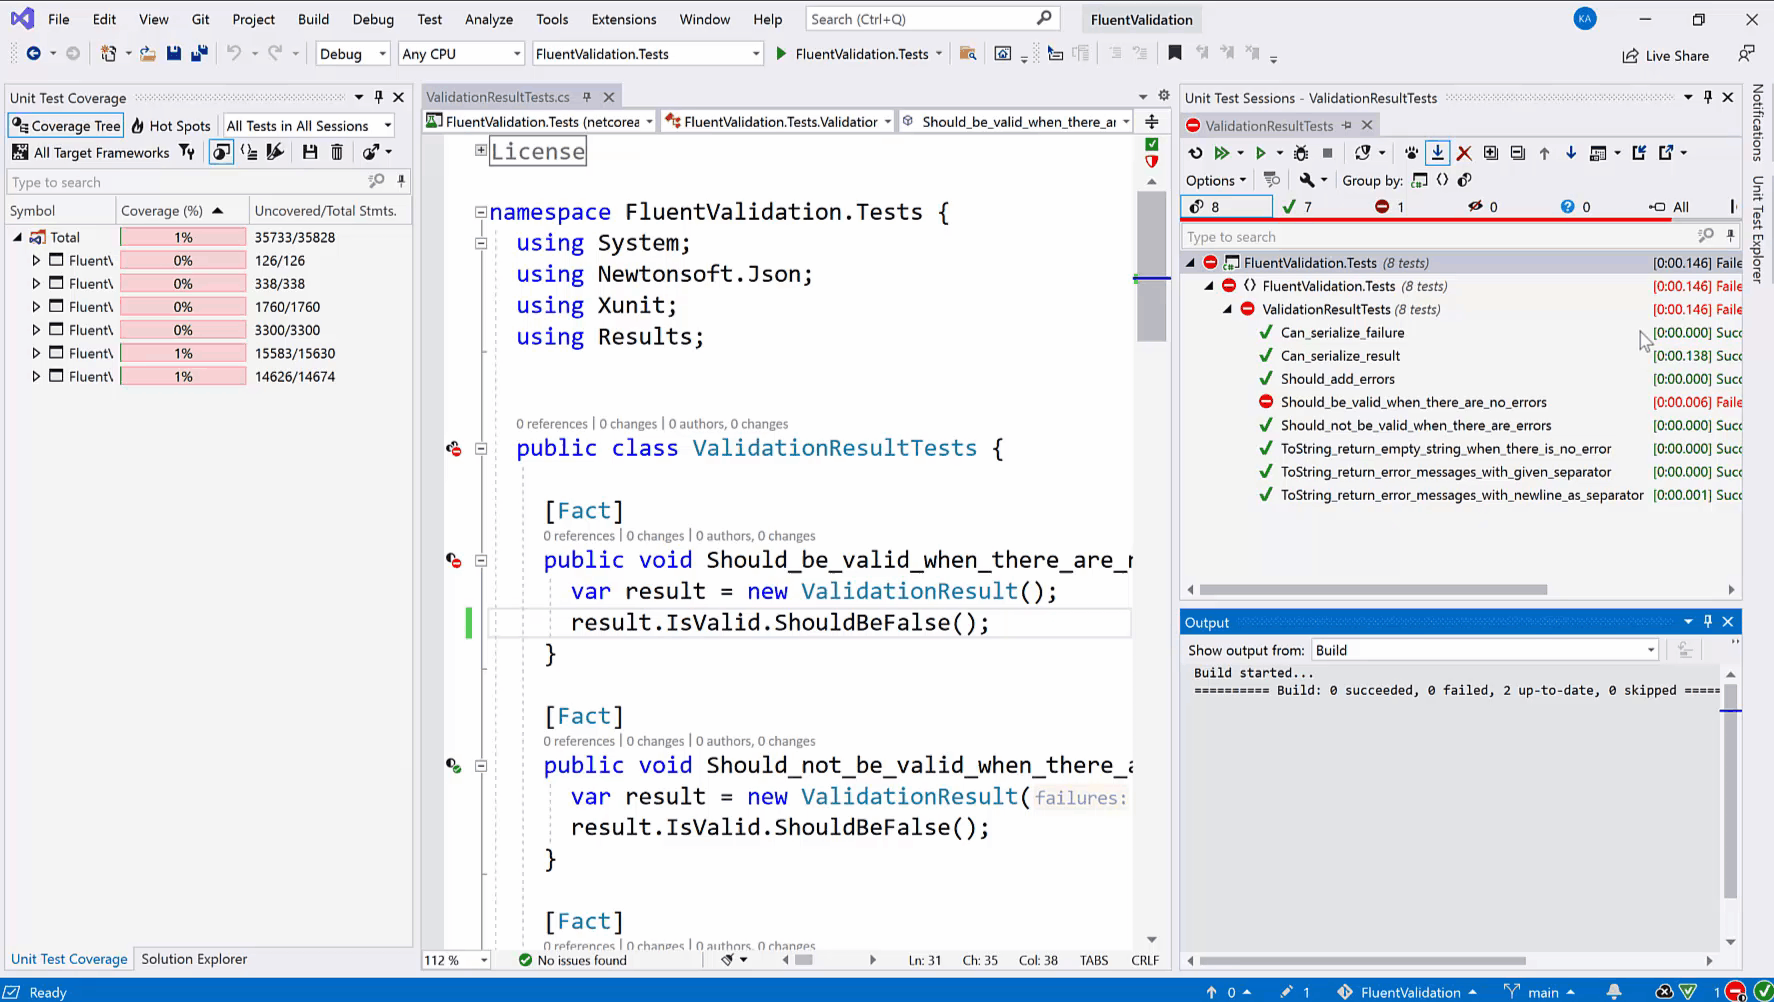 File Edit View Git Project Build Debug Test Analyze Tools Extensions Window Help Search (Ctrl+Q) FluentValidation KA
Debug Any CPU FluentValidation.Tests FluentValidation.Tests Live Share
Unit Test Coverage
Coverage Tree Hot Spots All Tests in All Sessions
All Target Frameworks
Type to search
Symbol Coverage (%) Uncovered/Total Stmts.
Total 1% 35733/35828
Fluent\ 0% 126/126
Fluent\ 0% 338/338
Fluent\ 0% 1760/1760
Fluent\ 0% 3300/3300
Fluent\ 1% 15583/15630
Fluent\ 1% 14626/14674
Unit Test Coverage Solution Explorer
ValidationResultTests.cs
FluentValidation.Tests (netcorea FluentValidation.Tests.Validatior Should_be_valid_when_there_ar
License
namespace FluentValidation.Tests {
using System;
using Newtonsoft.Json;
using Xunit;
using Results;
0 references | 0 changes | 0 authors, 0 changes
public class ValidationResultTests {
[Fact]
0 references | 0 changes | 0 authors, 0 changes
public void Should_be_valid_when_there_are_n
var result = new ValidationResult();
result.IsValid.ShouldBeFalse();
}
[Fact]
0 references | 0 changes | 0 authors, 0 changes
public void Should_not_be_valid_when_there_a
var result = new ValidationResult(failures:
result.IsValid.ShouldBeFalse();
}
[Fact]
0 references | 0 changes | 0 authors, 0 changes
112 % No issues found Ln: 31 Ch: 35 Col: 38 TABS CRLF
Unit Test Sessions - ValidationResultTests
ValidationResultTests
Options Group by:
8 7 1 0 0 All
Type to search
FluentValidation.Tests (8 tests) [0:00.146] Faile
FluentValidation.Tests (8 tests) [0:00.146] Faile
ValidationResultTests (8 tests) [0:00.146] Faile
Can_serialize_failure [0:00.000] Succ
Can_serialize_result [0:00.138] Succ
Should_add_errors [0:00.000] Succ
Should_be_valid_when_there_are_no_errors [0:00.006] Faile
Should_not_be_valid_when_there_are_errors [0:00.000] Succ
ToString_return_empty_string_when_there_is_no_error [0:00.000] Succ
ToString_return_error_messages_with_given_separator [0:00.000] Succ
ToString_return_error_messages_with_newline_as_separator [0:00.001] Succ
Output
Show output from: Build
Build started...
========== Build: 0 succeeded, 0 failed, 2 up-to-date, 0 skipped =====
Notifications
Unit Test Explorer
Ready 0 1 FluentValidation main 1